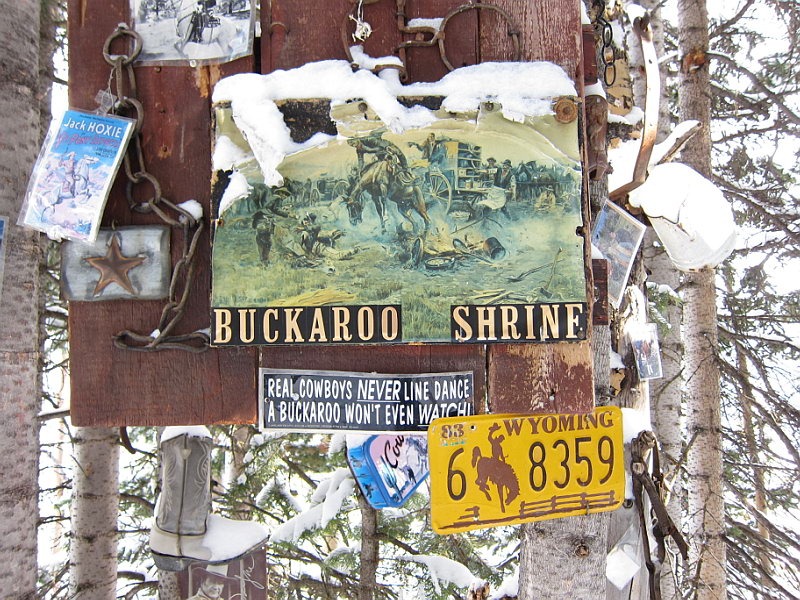 Jack HOXIE
BUCKAROO SHRINE
REAL COWBOYS NEVER LINE DANCE
A BUCKAROO WON'T EVEN WATCH!
83 WYOMING
6 8359